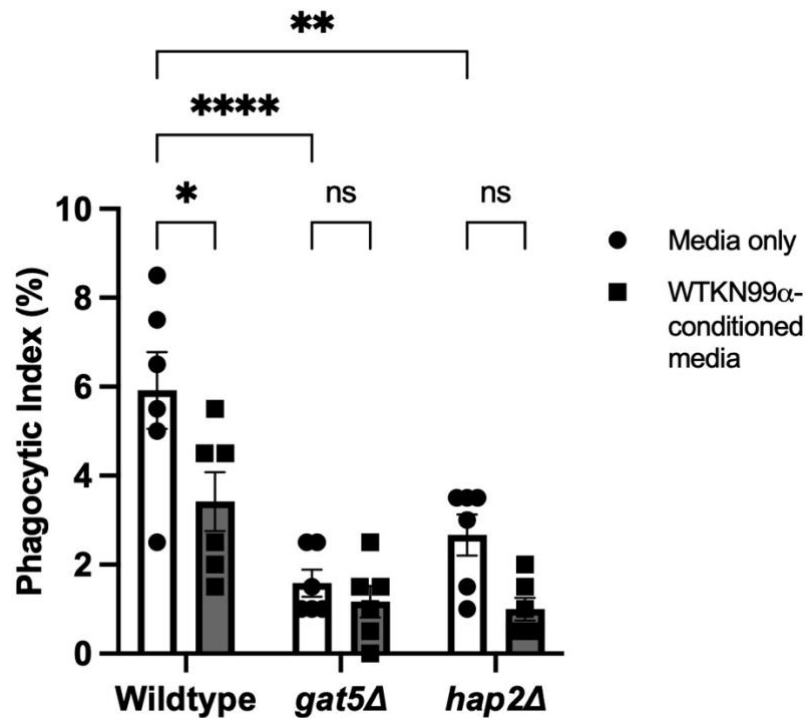 **
****
*
ns
ns
10
8
6
4
2
0
Phagocytic Index (%)
Wildtype
gat5Δ
hap2Δ
Media only
WTKN99α-
conditioned
media